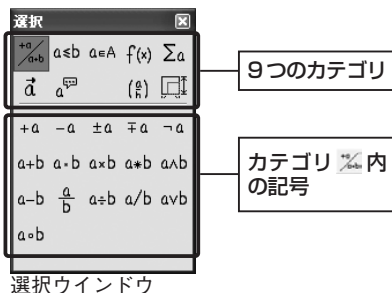 選択
+a/a+b a≤b a∈A f(x) Σa
9つのカテゴリ
+a −a ±a ∓a ¬a
a+b a·b a×b a∗b a∧b
カテゴリ 内
の記号
a−b a/b a÷b a/b a∨b
a∘b
選択ウインドウ